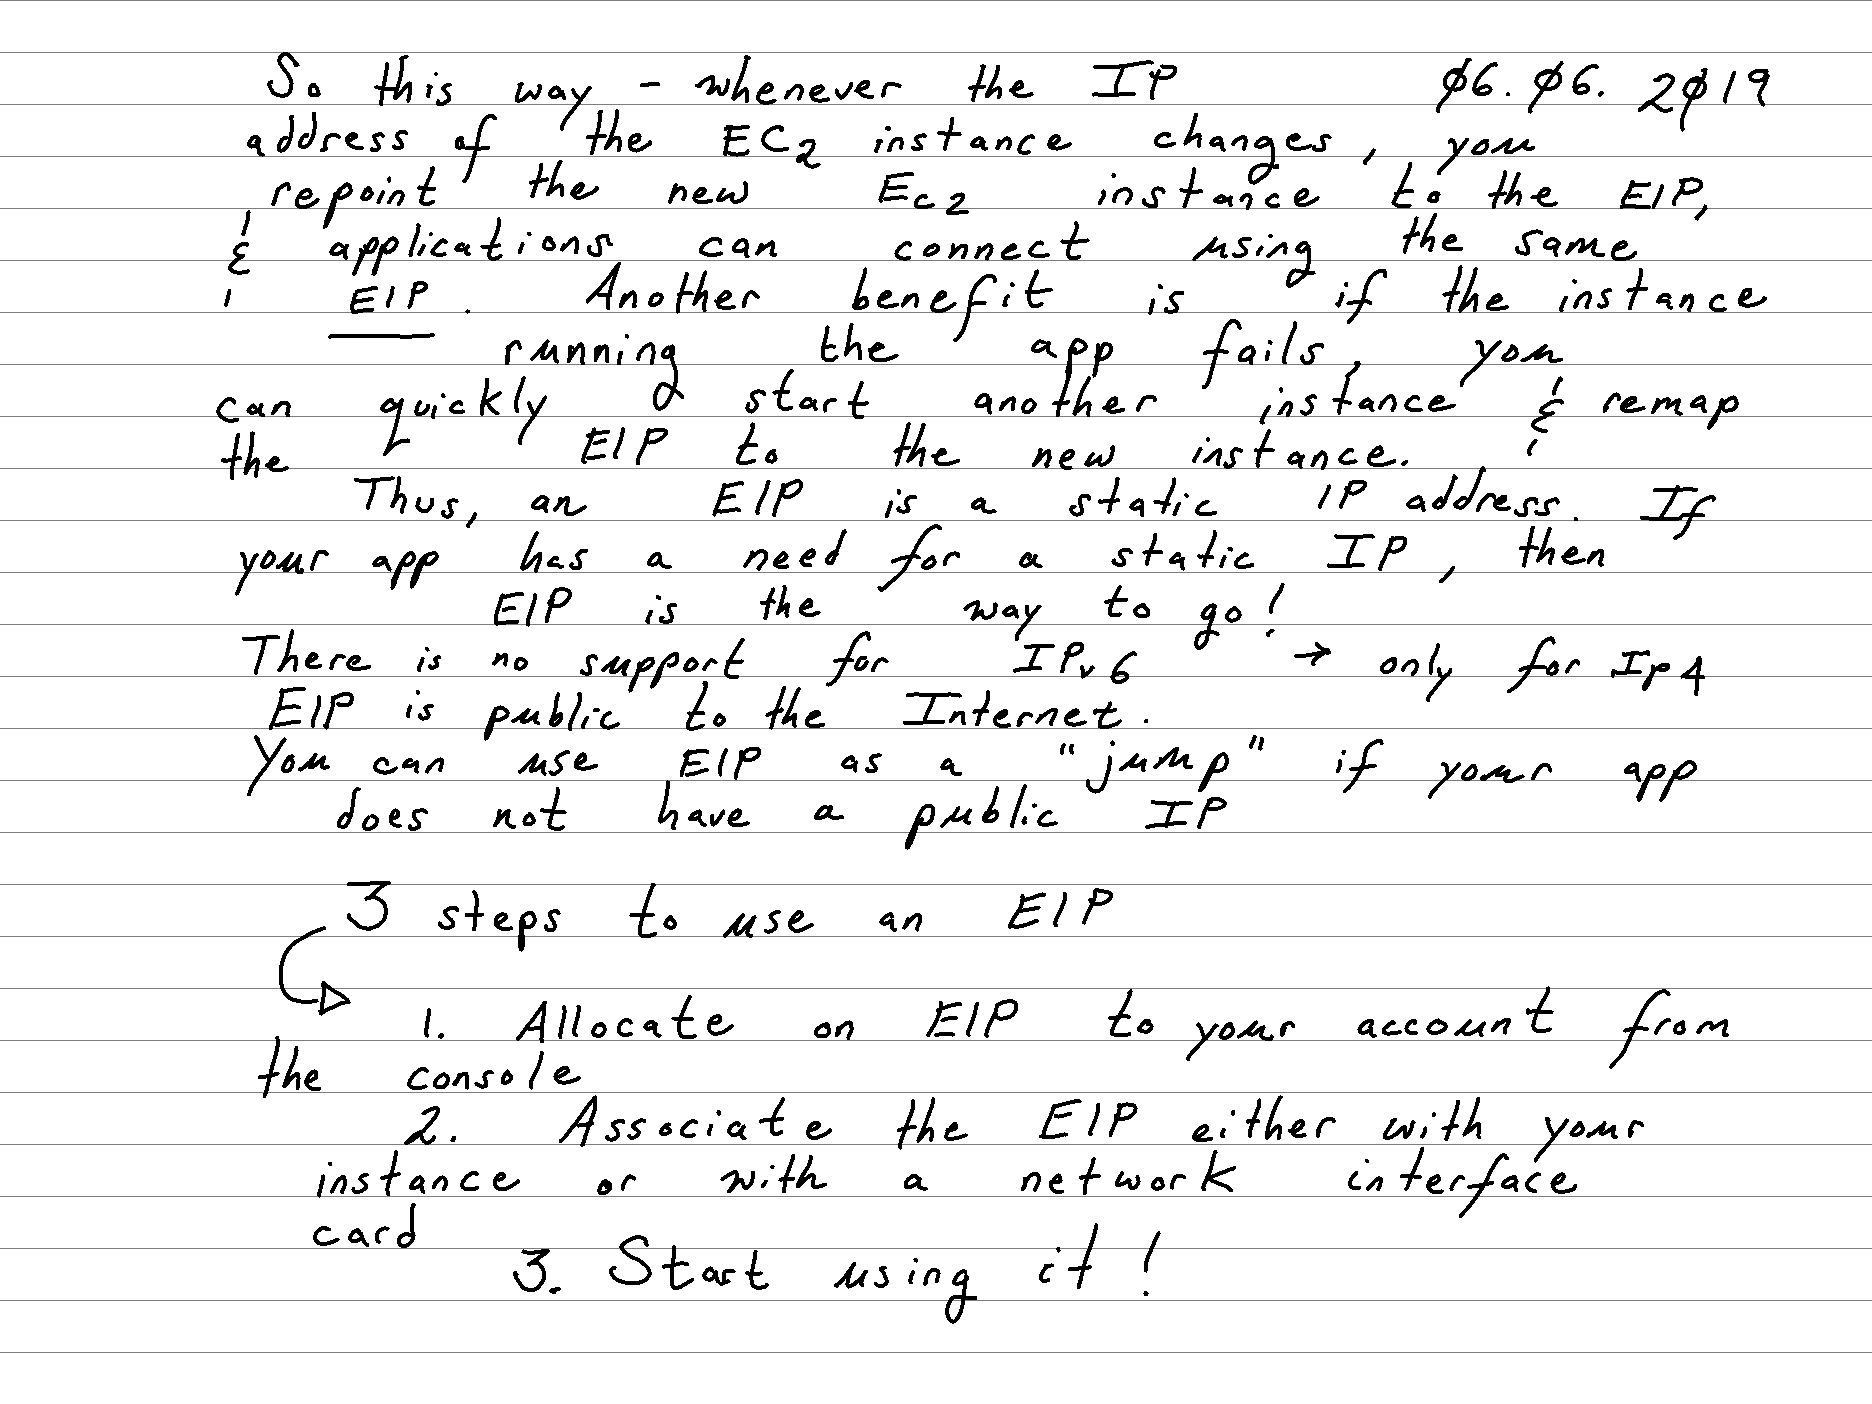 So this way - whenever the IP 06.06.2019
address of the EC2 instance changes, you
repoint the new Ec2 instance to the EIP,
& applications can connect using the same
EIP. Another benefit is if the instance
running the app fails, you
can quickly start another instance & remap
the EIP to the new instance.
Thus, an EIP is a static IP address. If
your app has a need for a static IP, then
EIP is the way to go!
There is no support for IPv6 → only for Ip4
EIP is public to the Internet.
You can use EIP as a "jump" if your app
does not have a public IP
3 steps to use an EIP
1. Allocate on EIP to your account from
the console
2. Associate the EIP either with your
instance or with a network interface
card
3. Start using it!